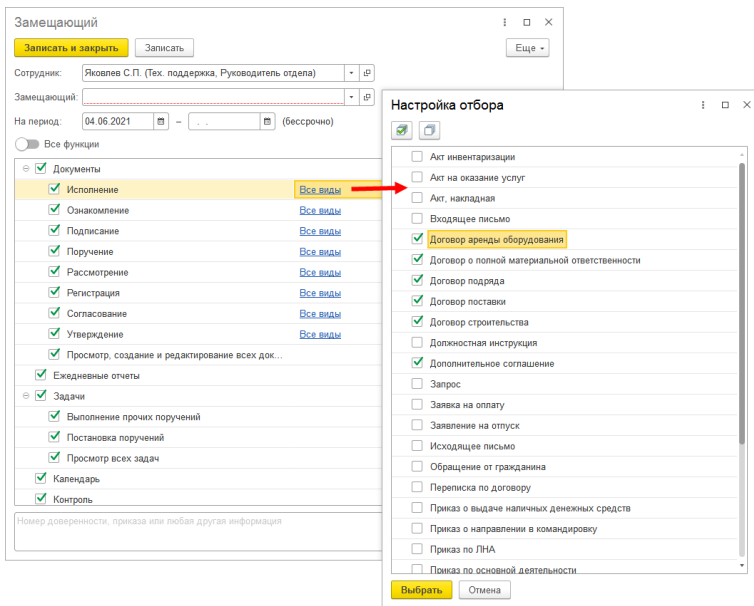 Замещающий
Записать и закрыть
Записать
Еще
Сотрудник: Яковлев С.П. (Тех. поддержка, Руководитель отдела)
Замещающий:
На период: 04.06.2021 – . . (бессрочно)
Все функции
Документы
Исполнение Все виды
Ознакомление Все виды
Подписание Все виды
Поручение Все виды
Рассмотрение Все виды
Регистрация Все виды
Согласование Все виды
Утверждение Все виды
Просмотр, создание и редактирование всех док...
Ежедневные отчеты
Задачи
Выполнение прочих поручений
Постановка поручений
Просмотр всех задач
Календарь
Контроль
Номер доверенности, приказа или любая другая информация
Настройка отбора
Акт инвентаризации
Акт на оказание услуг
Акт, накладная
Входящее письмо
Договор аренды оборудования
Договор о полной материальной ответственности
Договор подряда
Договор поставки
Договор строительства
Должностная инструкция
Дополнительное соглашение
Запрос
Заявка на оплату
Заявление на отпуск
Исходящее письмо
Обращение от гражданина
Переписка по договору
Приказ о выдаче наличных денежных средств
Приказ о направлении в командировку
Приказ по ЛНА
Приказ по основной деятельности
Выбрать
Отмена